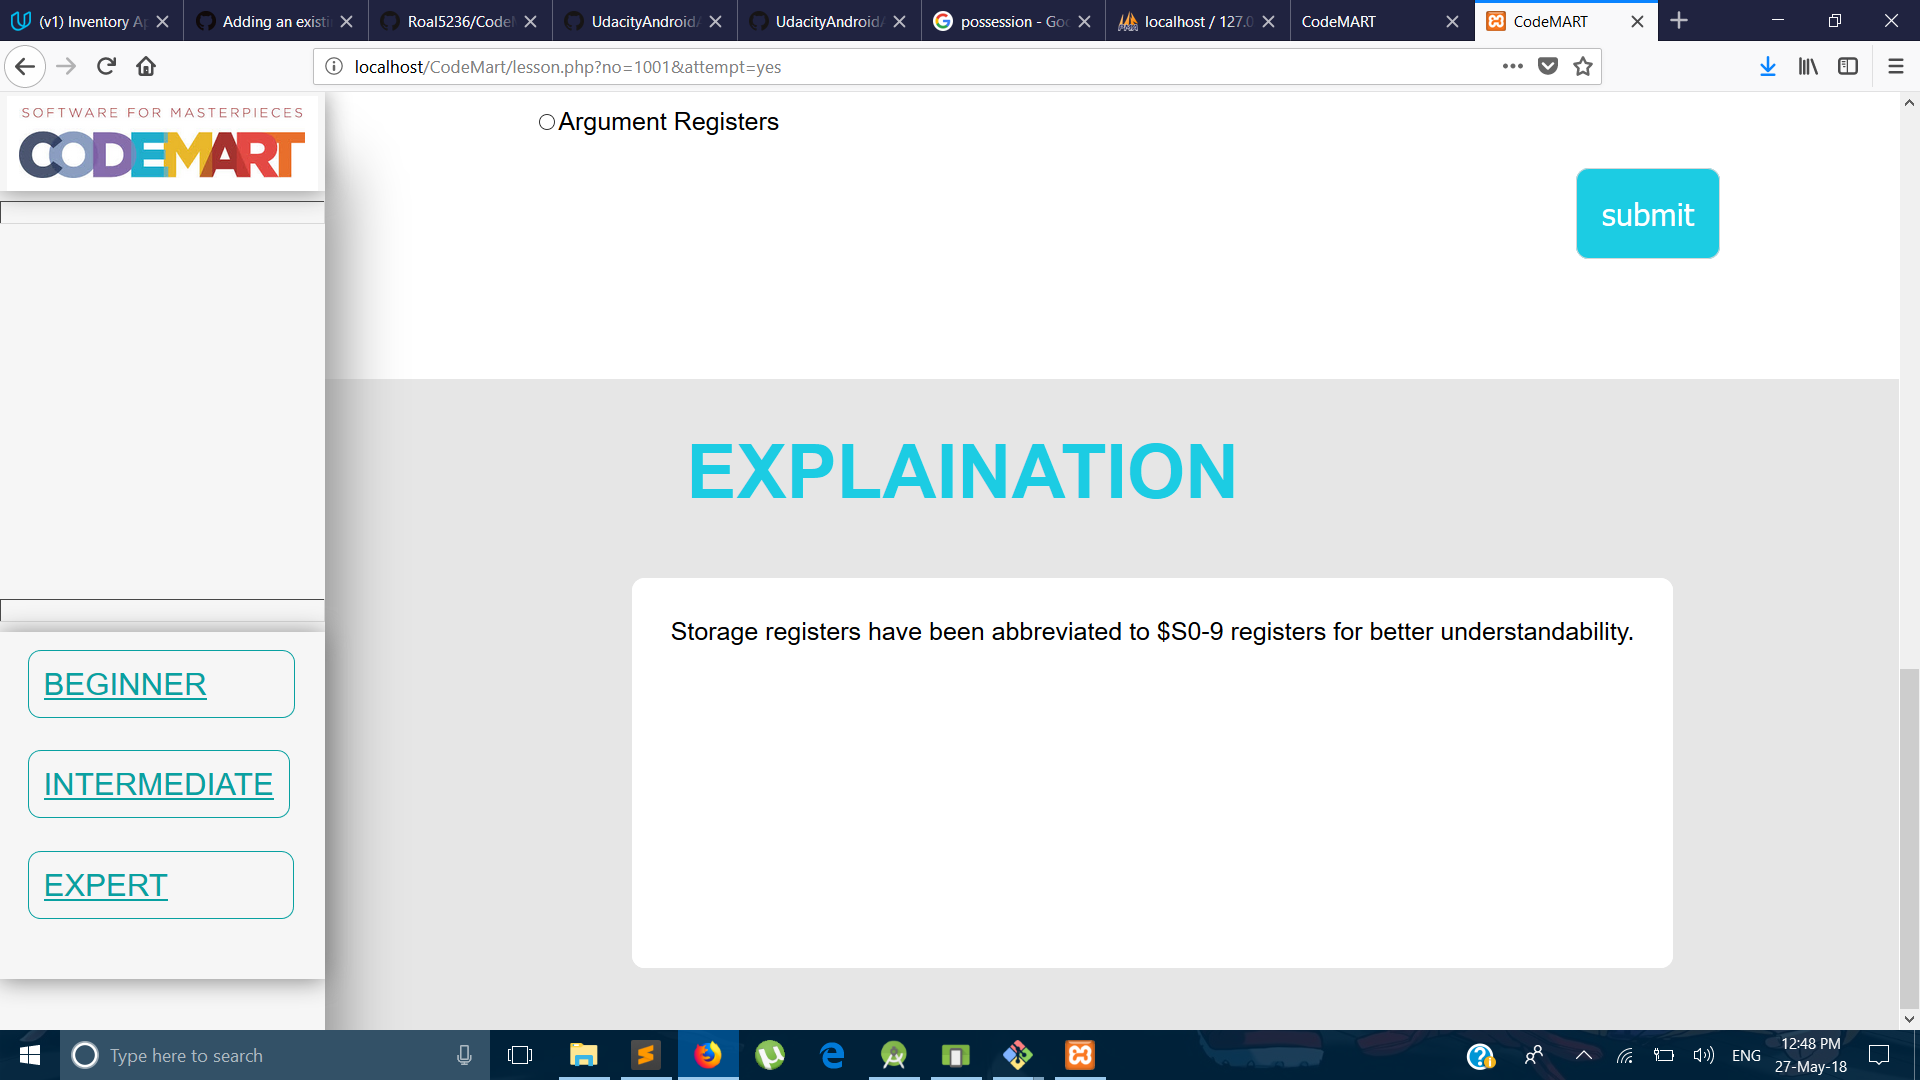 (v1) Inventory Ap
Adding an existi
Roal5236/Codel
UdacityAndroid/
UdacityAndroid/
possession - Goo
localhost / 127.0
CodeMART
CodeMART
localhost/CodeMart/lesson.php?no=1001&attempt=yes
SOFTWARE FOR MASTERPIECES
CODEMART
Argument Registers
submit
EXPLAINATION
Storage registers have been abbreviated to $S0-9 registers for better understandability.
BEGINNER
INTERMEDIATE
EXPERT
Type here to search
ENG
12:48 PM
27-May-18